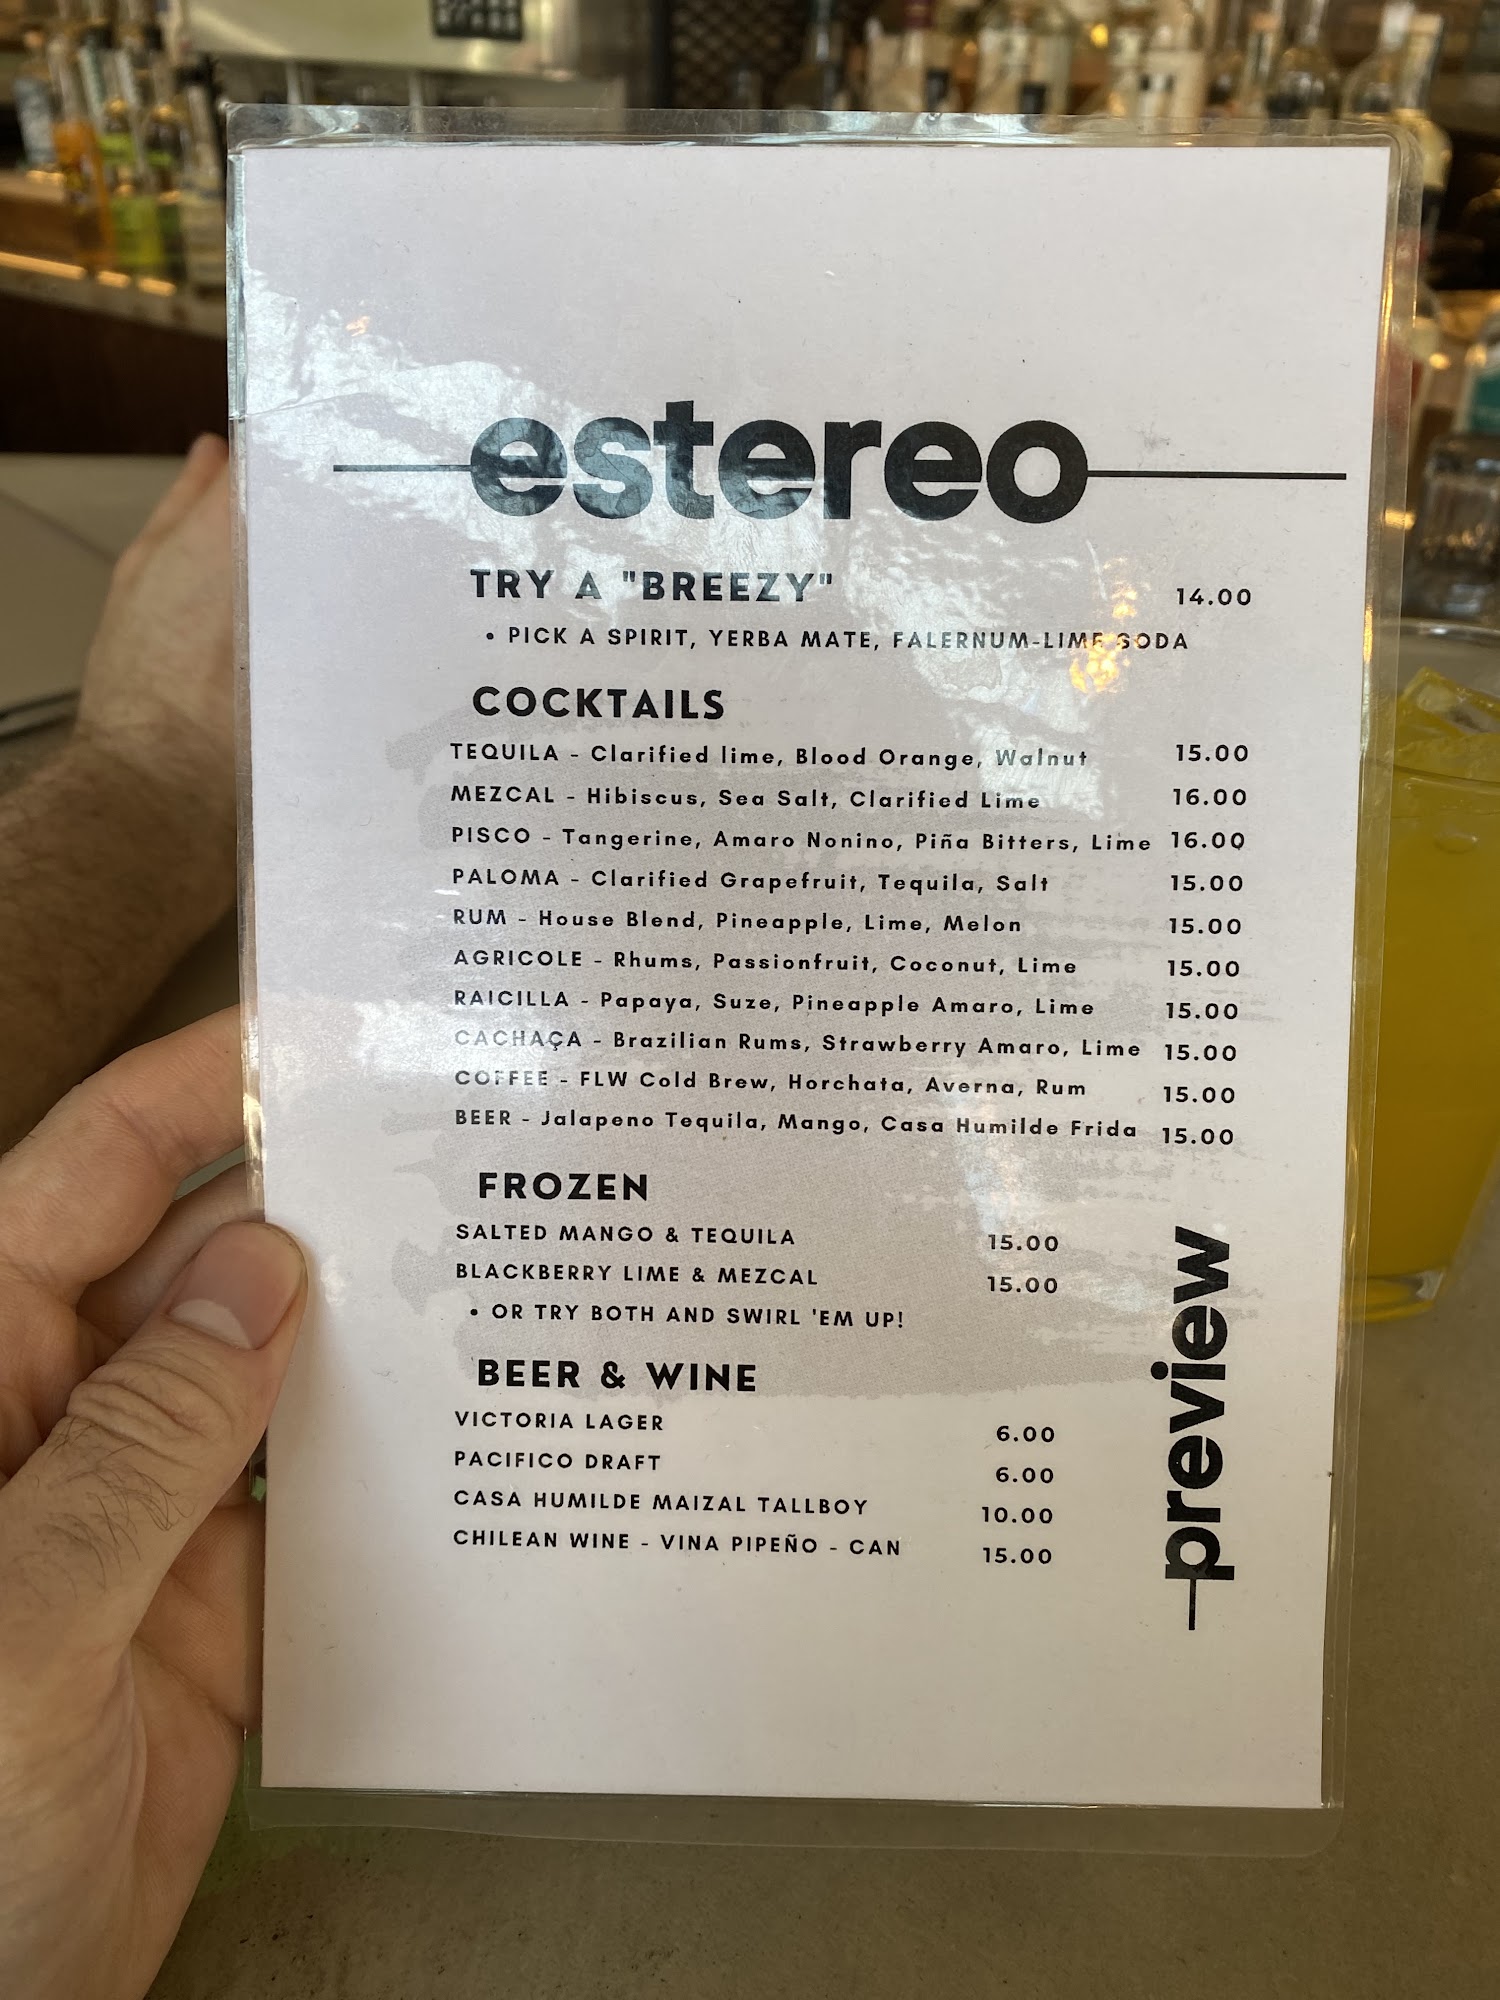 estereo
TRY A "BREEZY" 14.00
• PICK A SPIRIT, YERBA MATE, FALERNUM-LIME SODA
COCKTAILS
TEQUILA - Clarified lime, Blood Orange, Walnut 15.00
MEZCAL - Hibiscus, Sea Salt, Clarified Lime 16.00
PISCO - Tangerine, Amaro Nonino, Piña Bitters, Lime 16.00
PALOMA - Clarified Grapefruit, Tequila, Salt 15.00
RUM - House Blend, Pineapple, Lime, Melon 15.00
AGRICOLE - Rhums, Passionfruit, Coconut, Lime 15.00
RAICILLA - Papaya, Suze, Pineapple Amaro, Lime 15.00
CACHAÇA - Brazilian Rums, Strawberry Amaro, Lime 15.00
COFFEE - FLW Cold Brew, Horchata, Averna, Rum 15.00
BEER - Jalapeno Tequila, Mango, Casa Humilde Frida 15.00
FROZEN
SALTED MANGO & TEQUILA 15.00
BLACKBERRY LIME & MEZCAL 15.00
• OR TRY BOTH AND SWIRL 'EM UP!
BEER & WINE
VICTORIA LAGER 6.00
PACIFICO DRAFT 6.00
CASA HUMILDE MAIZAL TALLBOY 10.00
CHILEAN WINE - VINA PIPEÑO - CAN 15.00
preview